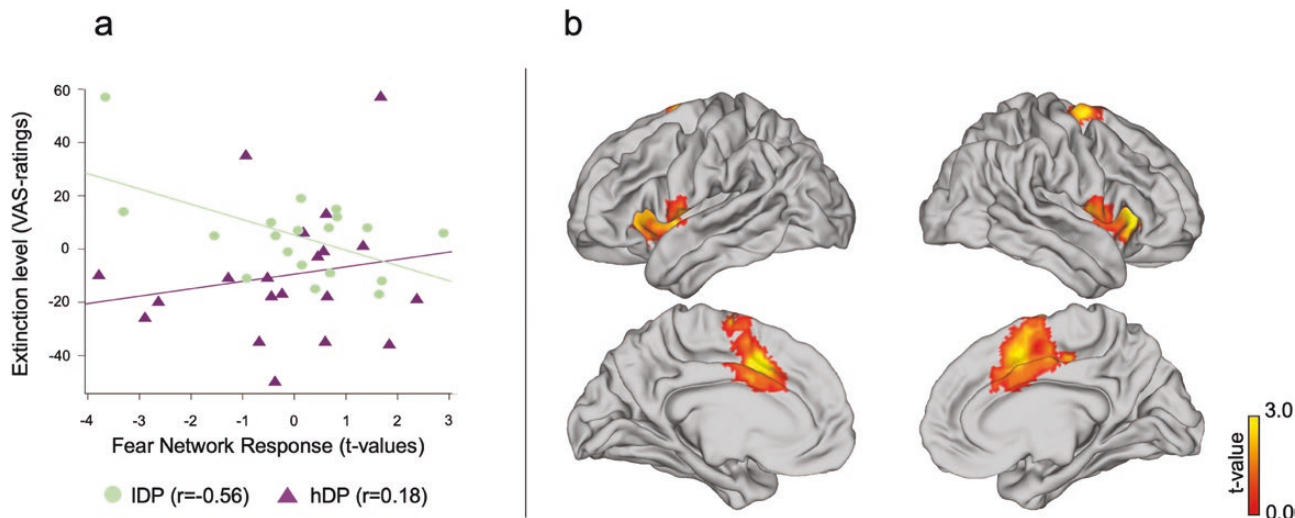 a
b
Extinction level (VAS-ratings)
60
40
20
0
-20
-40
-4
-3
-2
-1
0
1
2
3
Fear Network Response (t-values)
lDP (r=-0.56)
hDP (r=0.18)
t-value
3.0
0.0